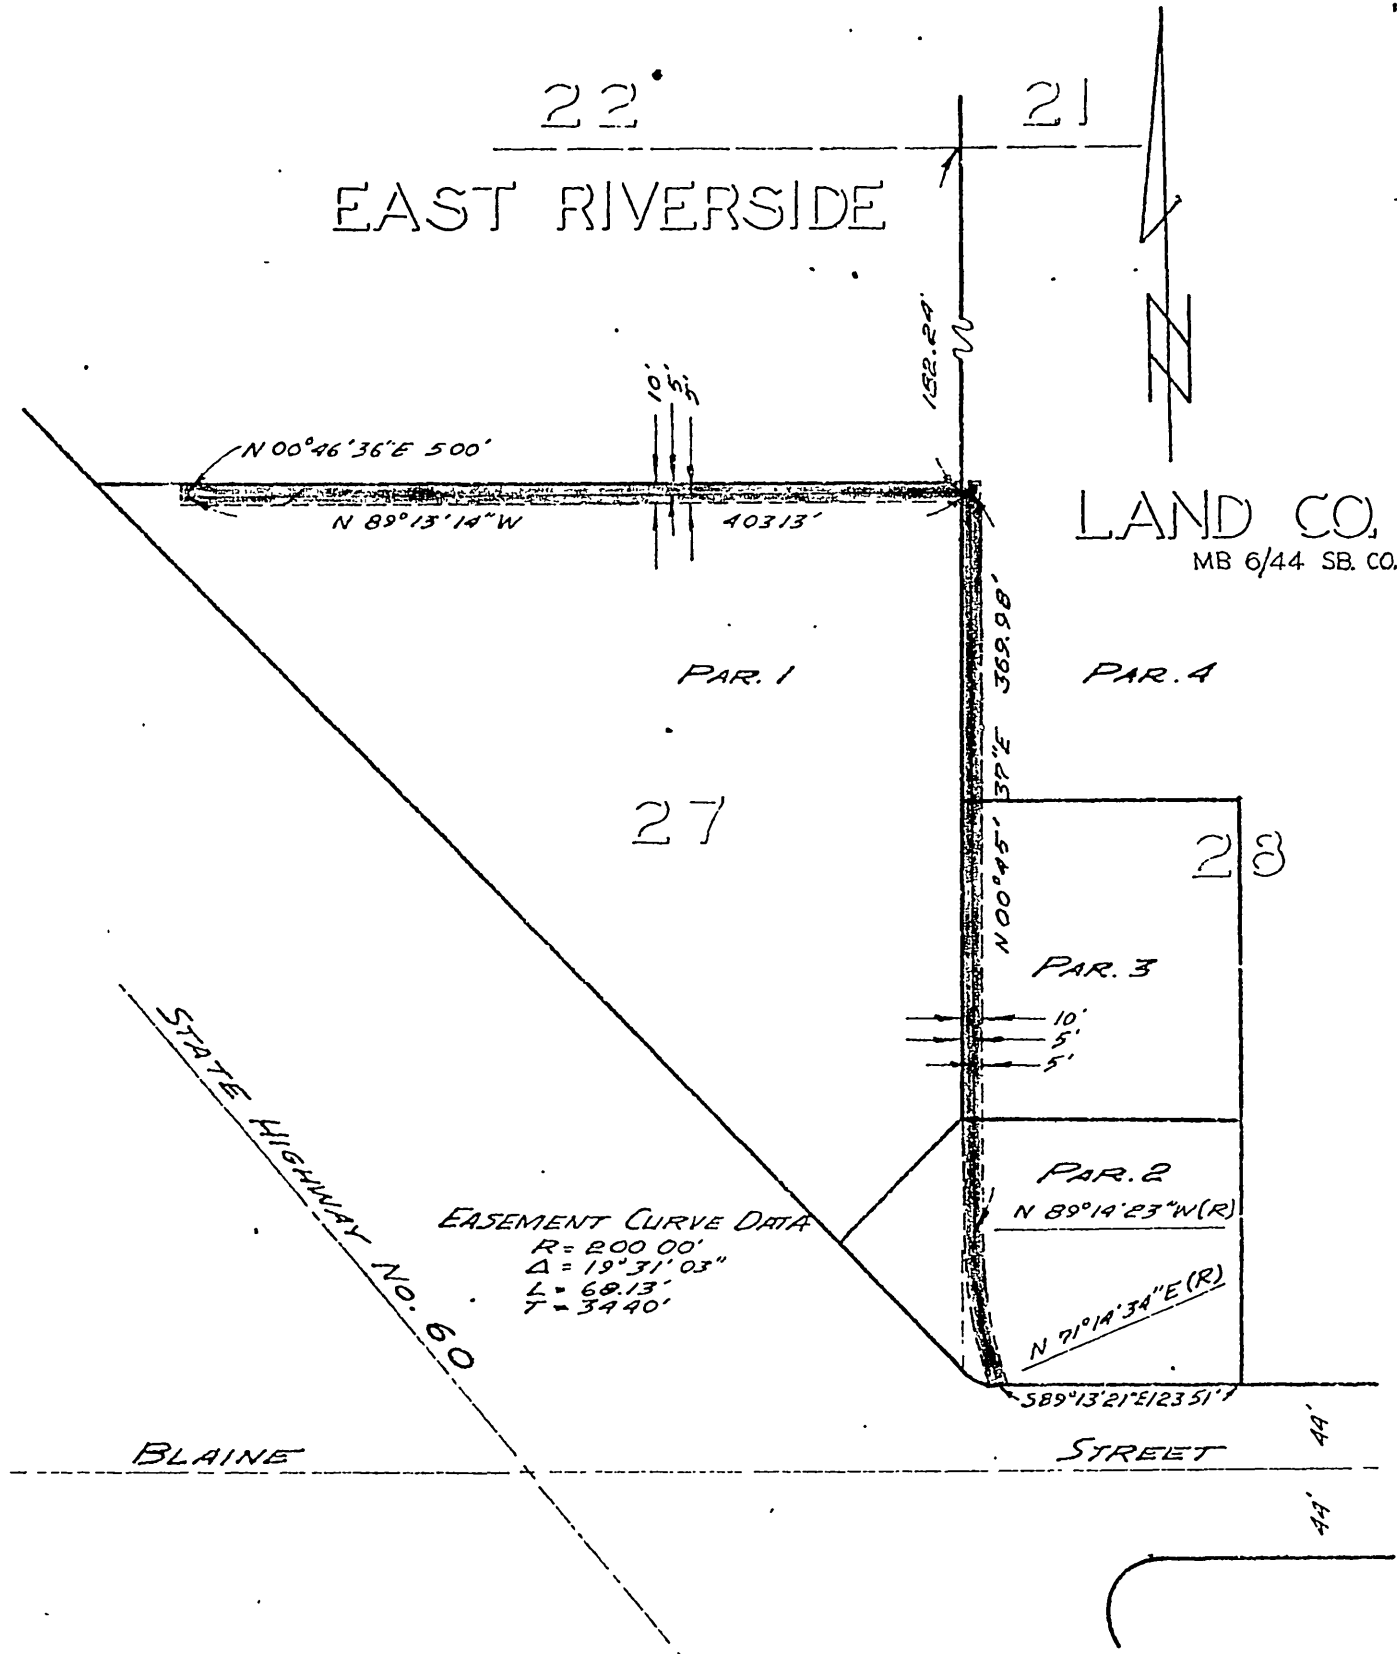 22
21
EAST RIVERSIDE
182.24'
10'
5'
5'
N 00°46'36"E 5.00'
N 89°13'14"W 403.13'
N
LAND CO.
MB 6/44 SB. CO.
N 00°45'37"E 369.98'
PAR. 1
PAR. 4
27
28
PAR. 3
10'
5'
5'
STATE HIGHWAY NO. 60
PAR. 2
N 89°14'23"W(R)
EASEMENT CURVE DATA
R = 200.00'
Δ = 19°31'03"
L = 68.13'
T = 34.40'
N 71°14'34"E(R)
S89°13'21"E 123.51'
BLAINE STREET
44'
44'